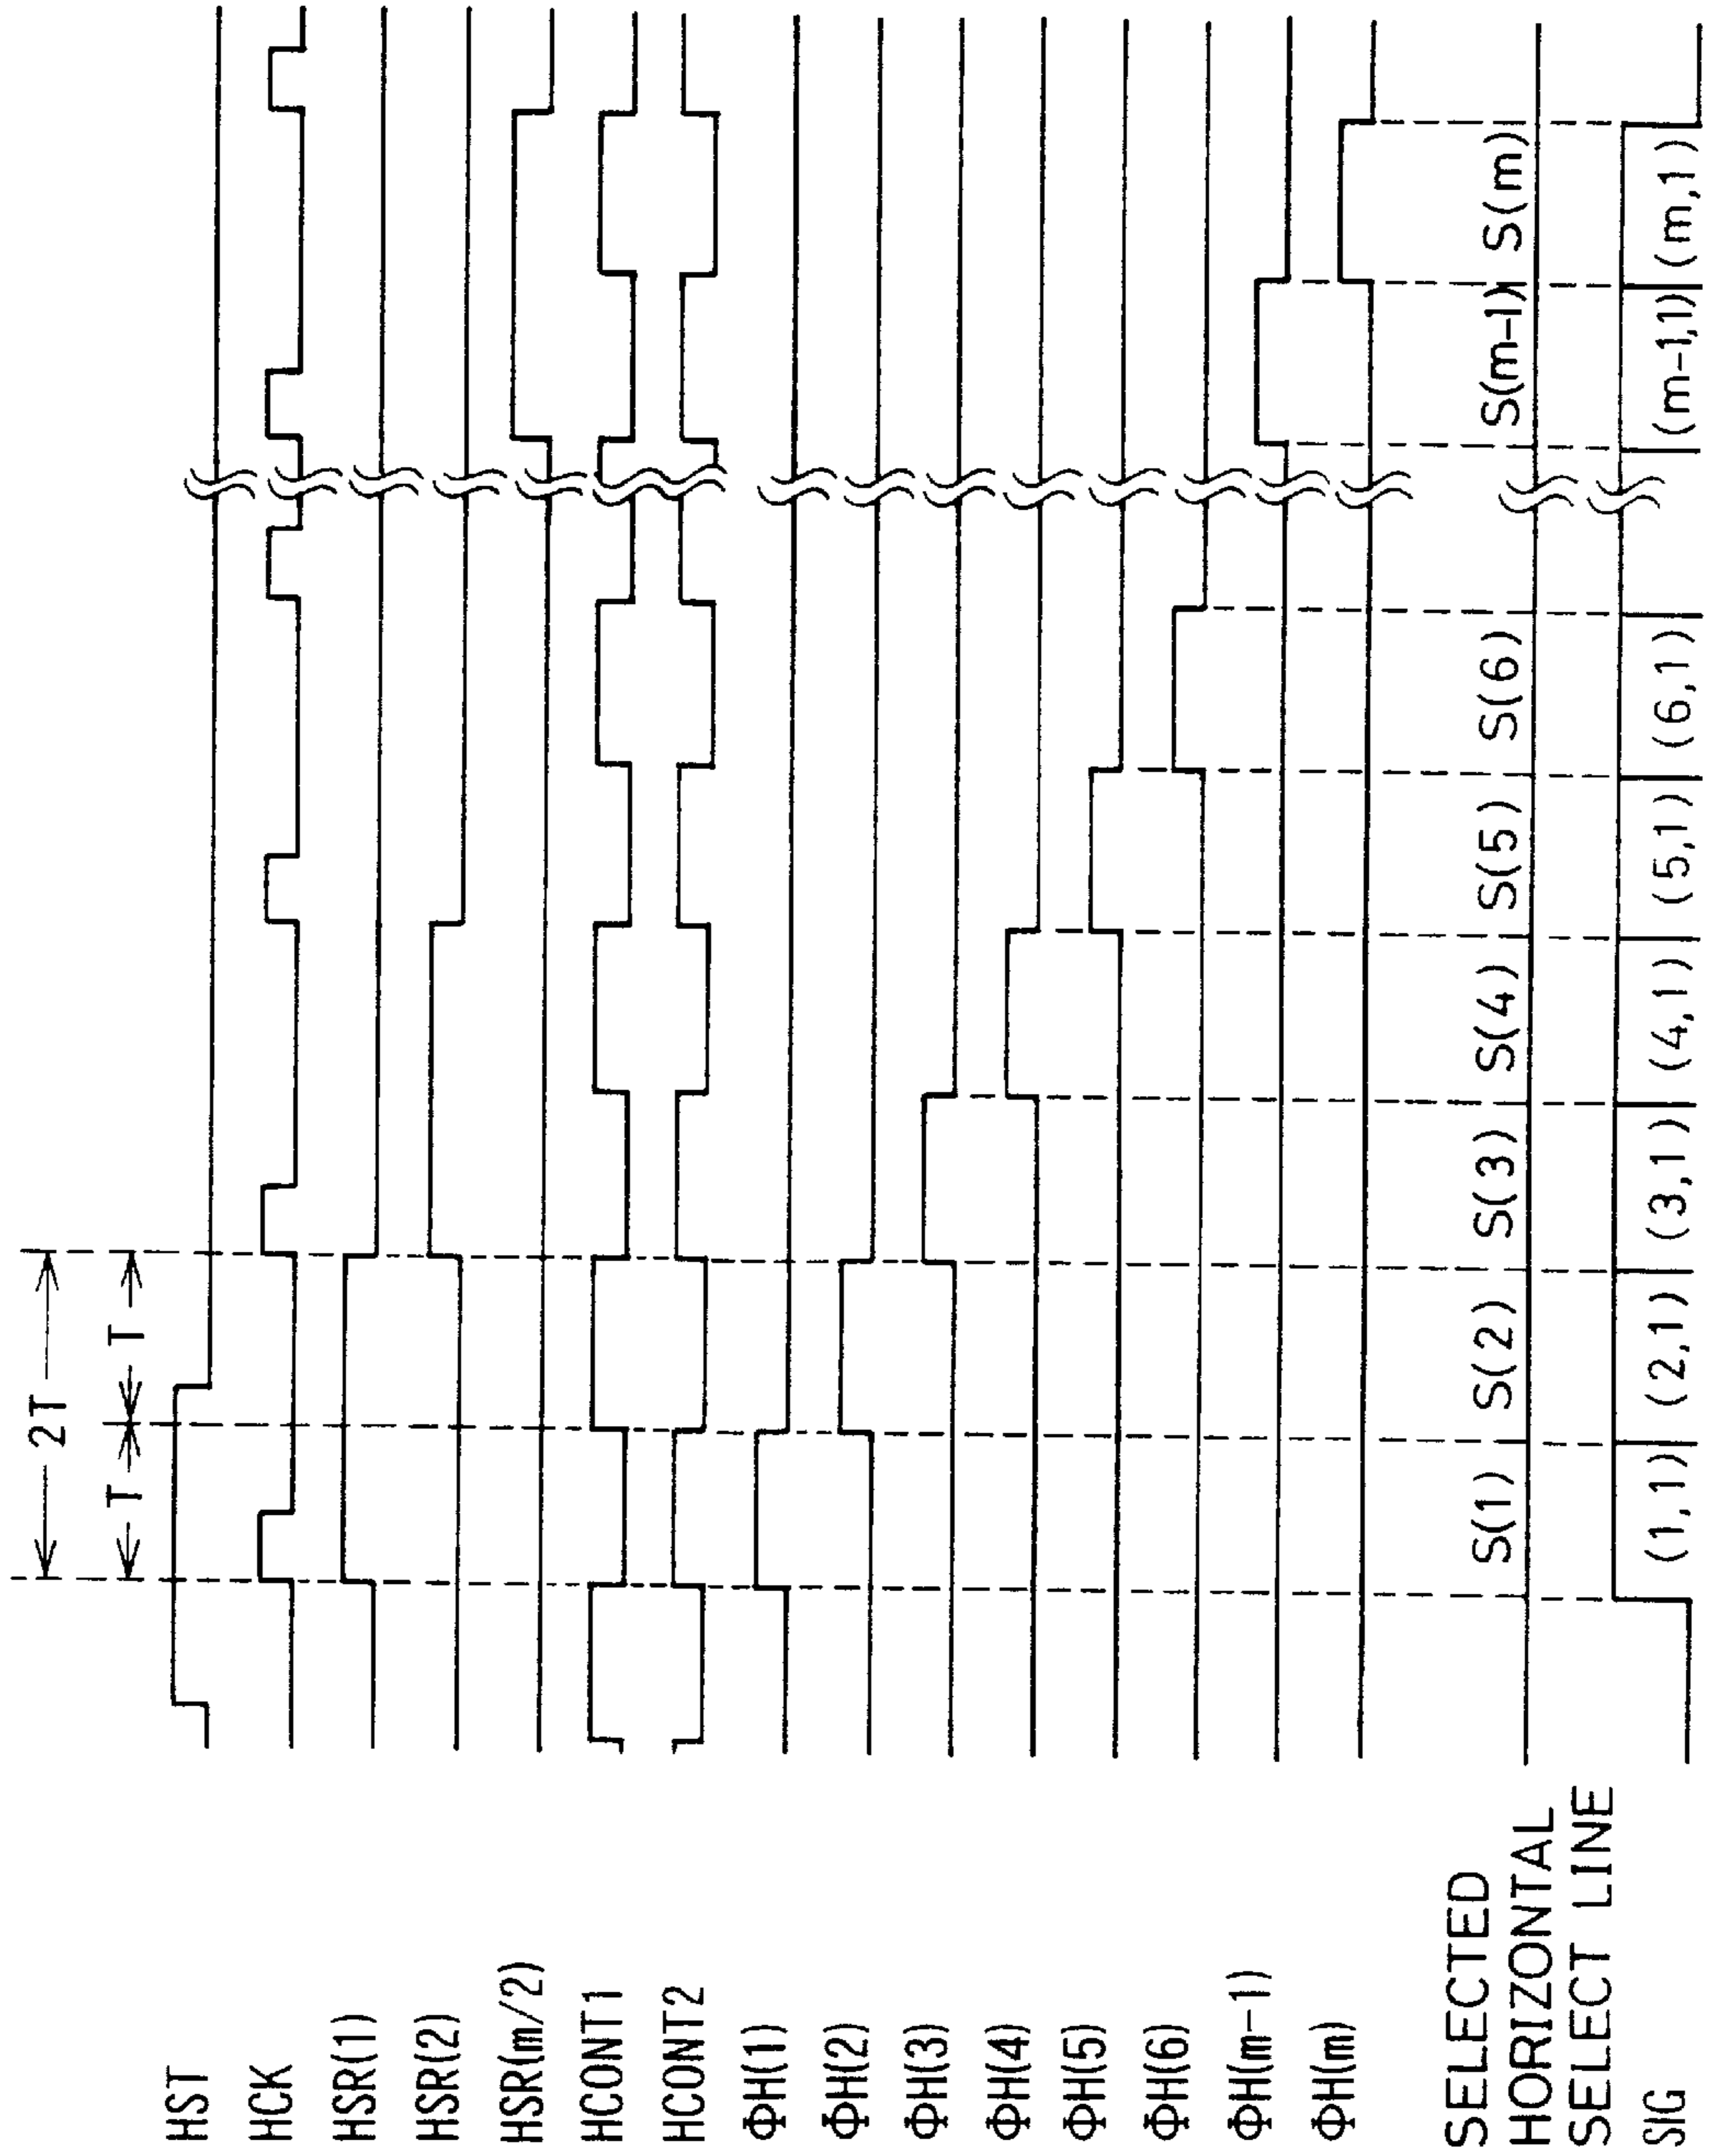 2T
T T
HST
HCK
HSR(1)
HSR(2)
HSR(m/2)
HCONT1
HCONT2
ΦH(1)
ΦH(2)
ΦH(3)
ΦH(4)
ΦH(5)
ΦH(6)
ΦH(m-1)
ΦH(m)
SELECTED
HORIZONTAL
SELECT LINE
S(1) S(2) S(3) S(4) S(5) S(6) S(m-1) S(m)
SIG
(1,1) (2,1) (3,1) (4,1) (5,1) (6,1) (m-1,1) (m,1)